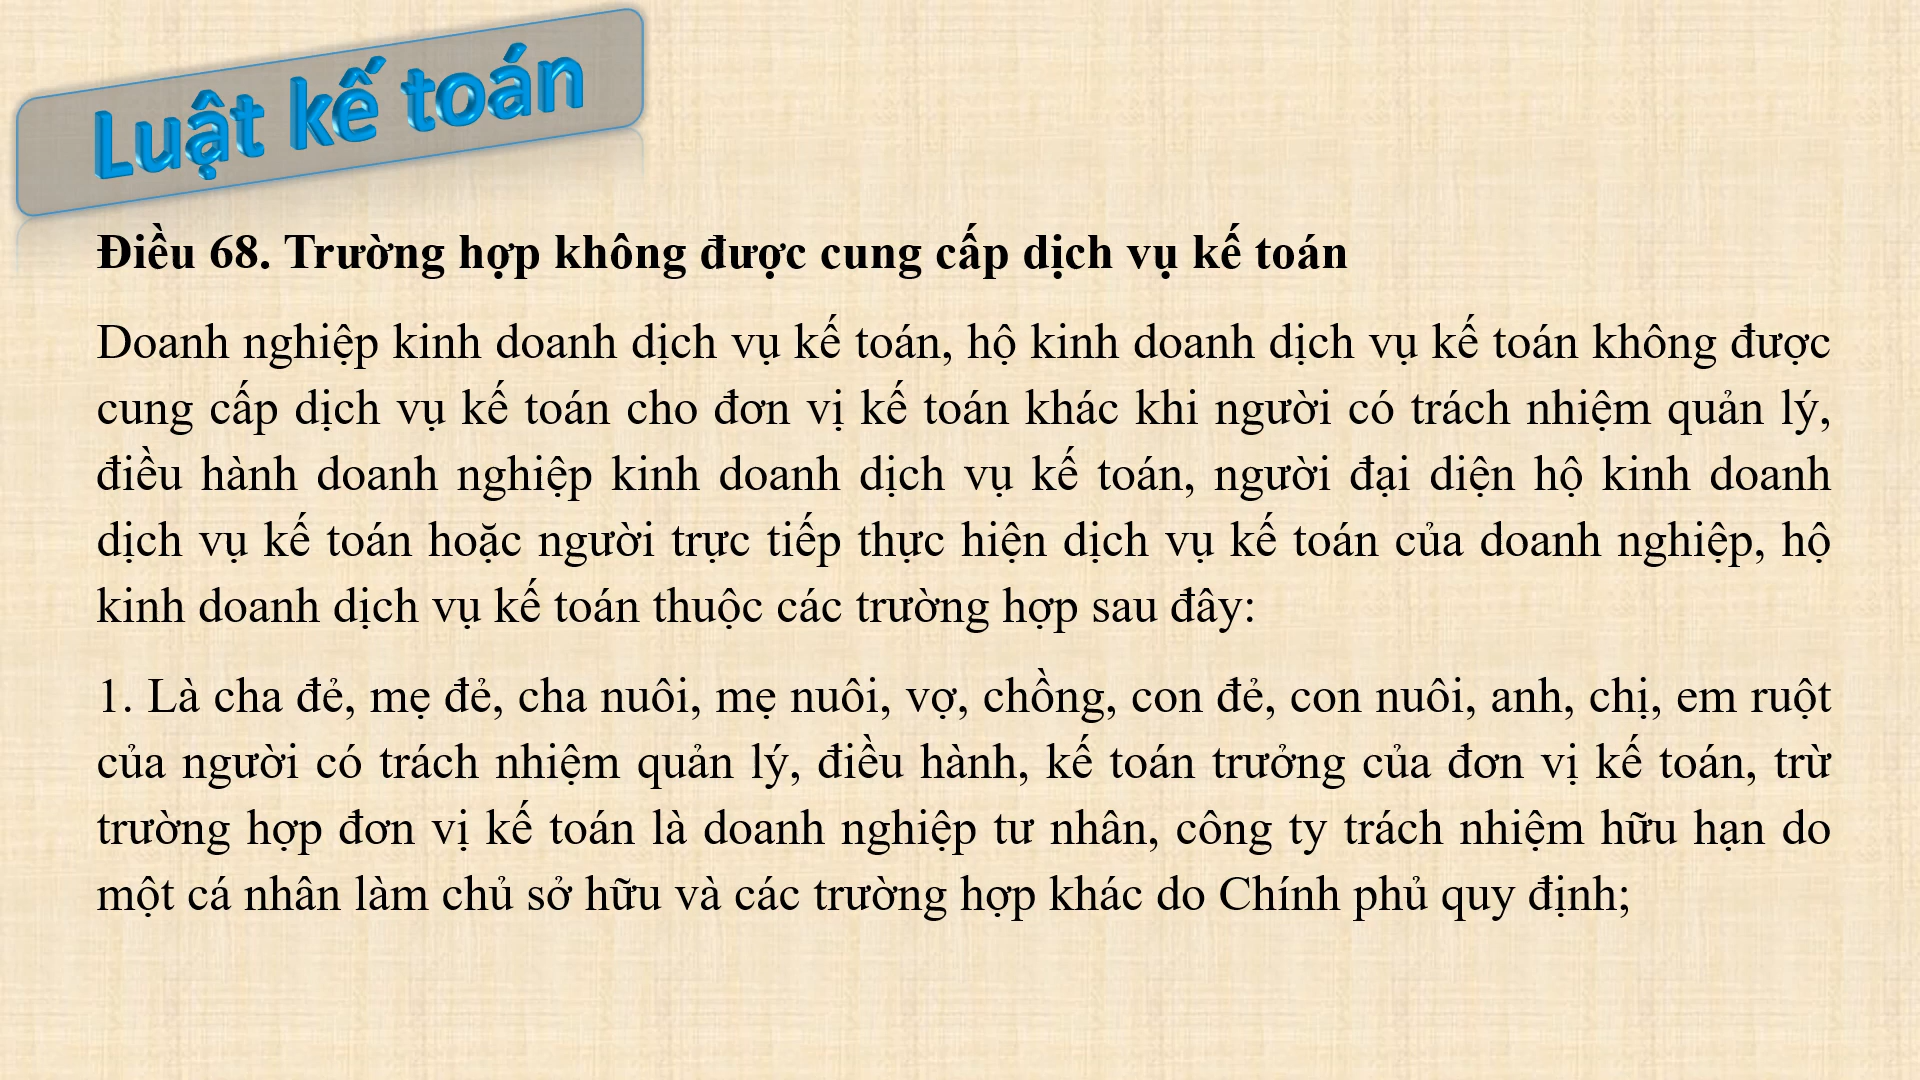 Luật kế toán
Điều 68. Trường hợp không được cung cấp dịch vụ kế toán
Doanh nghiệp kinh doanh dịch vụ kế toán, hộ kinh doanh dịch vụ kế toán không được
cung cấp dịch vụ kế toán cho đơn vị kế toán khác khi người có trách nhiệm quản lý,
điều hành doanh nghiệp kinh doanh dịch vụ kế toán, người đại diện hộ kinh doanh
dịch vụ kế toán hoặc người trực tiếp thực hiện dịch vụ kế toán của doanh nghiệp, hộ
kinh doanh dịch vụ kế toán thuộc các trường hợp sau đây:
1. Là cha đẻ, mẹ đẻ, cha nuôi, mẹ nuôi, vợ, chồng, con đẻ, con nuôi, anh, chị, em ruột
của người có trách nhiệm quản lý, điều hành, kế toán trưởng của đơn vị kế toán, trừ
trường hợp đơn vị kế toán là doanh nghiệp tư nhân, công ty trách nhiệm hữu hạn do
một cá nhân làm chủ sở hữu và các trường hợp khác do Chính phủ quy định;